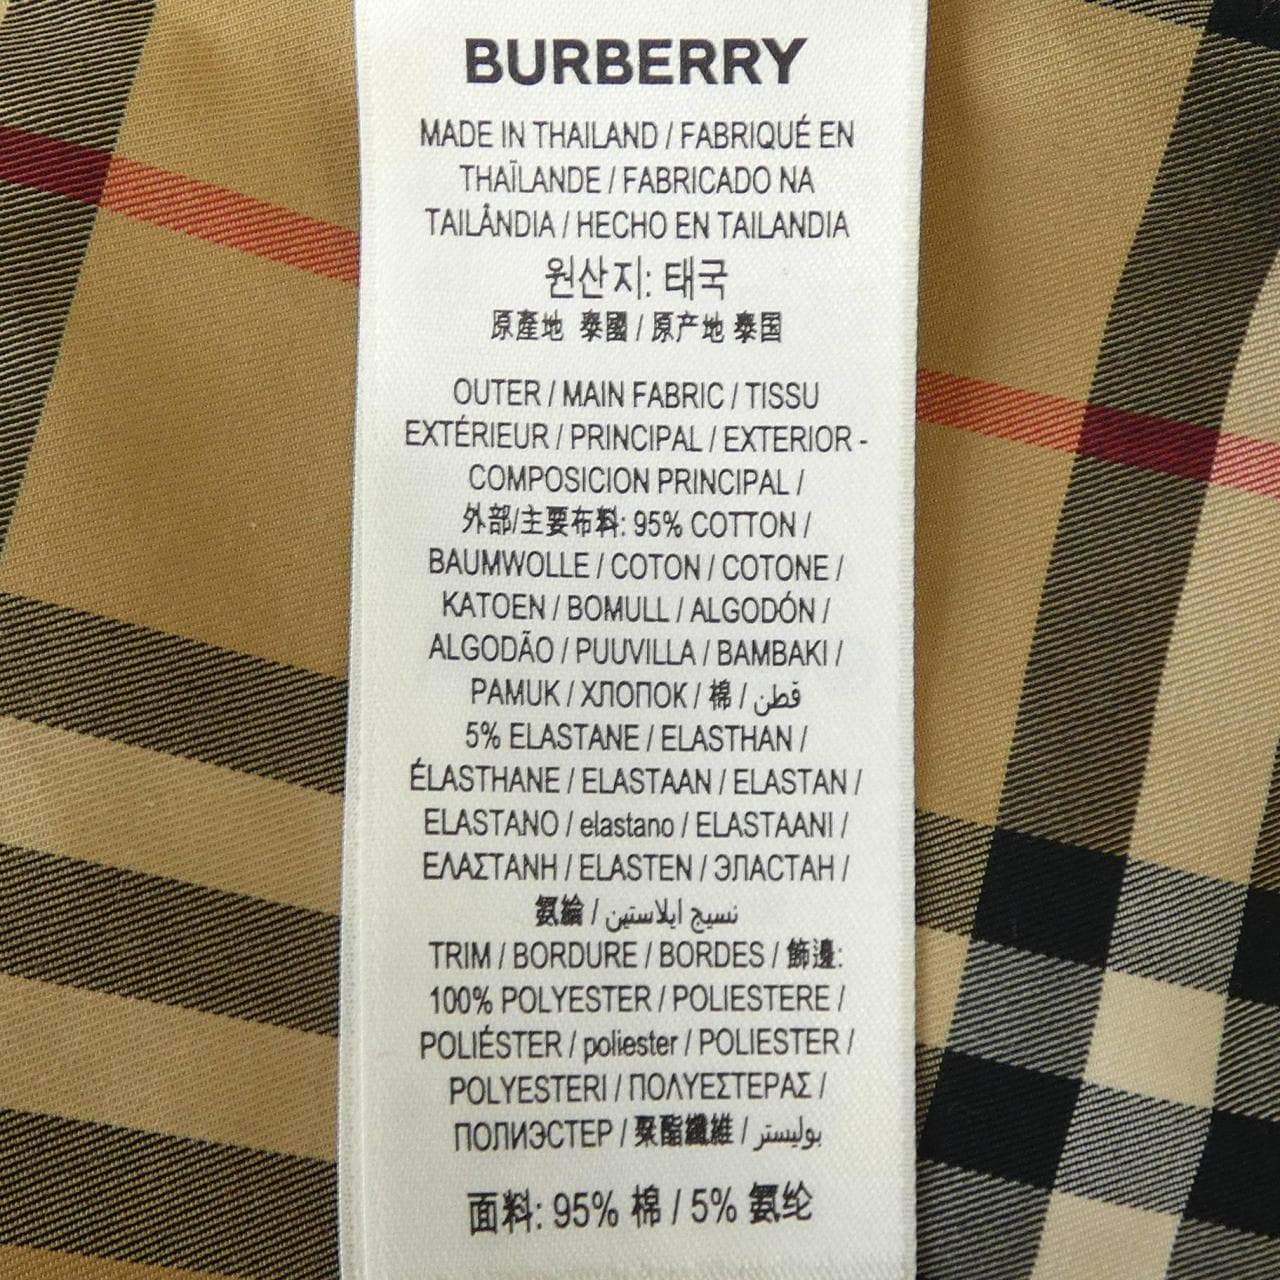 BURBERRY
MADE IN THAILAND / FABRIQUÉ EN
THAÏLANDE / FABRICADO NA
TAILÂNDIA / HECHO EN TAILANDIA
원산지: 태국
原產地 泰國 / 原产地 泰国
OUTER / MAIN FABRIC / TISSU
EXTÉRIEUR / PRINCIPAL / EXTERIOR -
COMPOSICION PRINCIPAL /
外部/主要布料: 95% COTTON /
BAUMWOLLE / COTON / COTONE /
KATOEN / BOMULL / ALGODÓN /
ALGODÃO / PUUVILLA / BAMBAKI /
PAMUK / ХЛОПОК / 棉 / قطن
5% ELASTANE / ELASTHAN /
ÉLASTHANE / ELASTAAN / ELASTAN /
ELASTANO / elastano / ELASTAANI /
ΕΛΑΣΤΑΝΗ / ELASTEN / ЭЛАСТАН /
氨綸 / نسيج ايلاستين
TRIM / BORDURE / BORDES / 飾邊:
100% POLYESTER / POLIESTERE /
POLIÉSTER / poliester / POLIESTER /
POLYESTERI / ΠΟΛΥΕΣΤΕΡΑΣ /
ПОЛИЭСТЕР / 聚酯纖維 / بوليستر
面料: 95% 棉 / 5% 氨纶